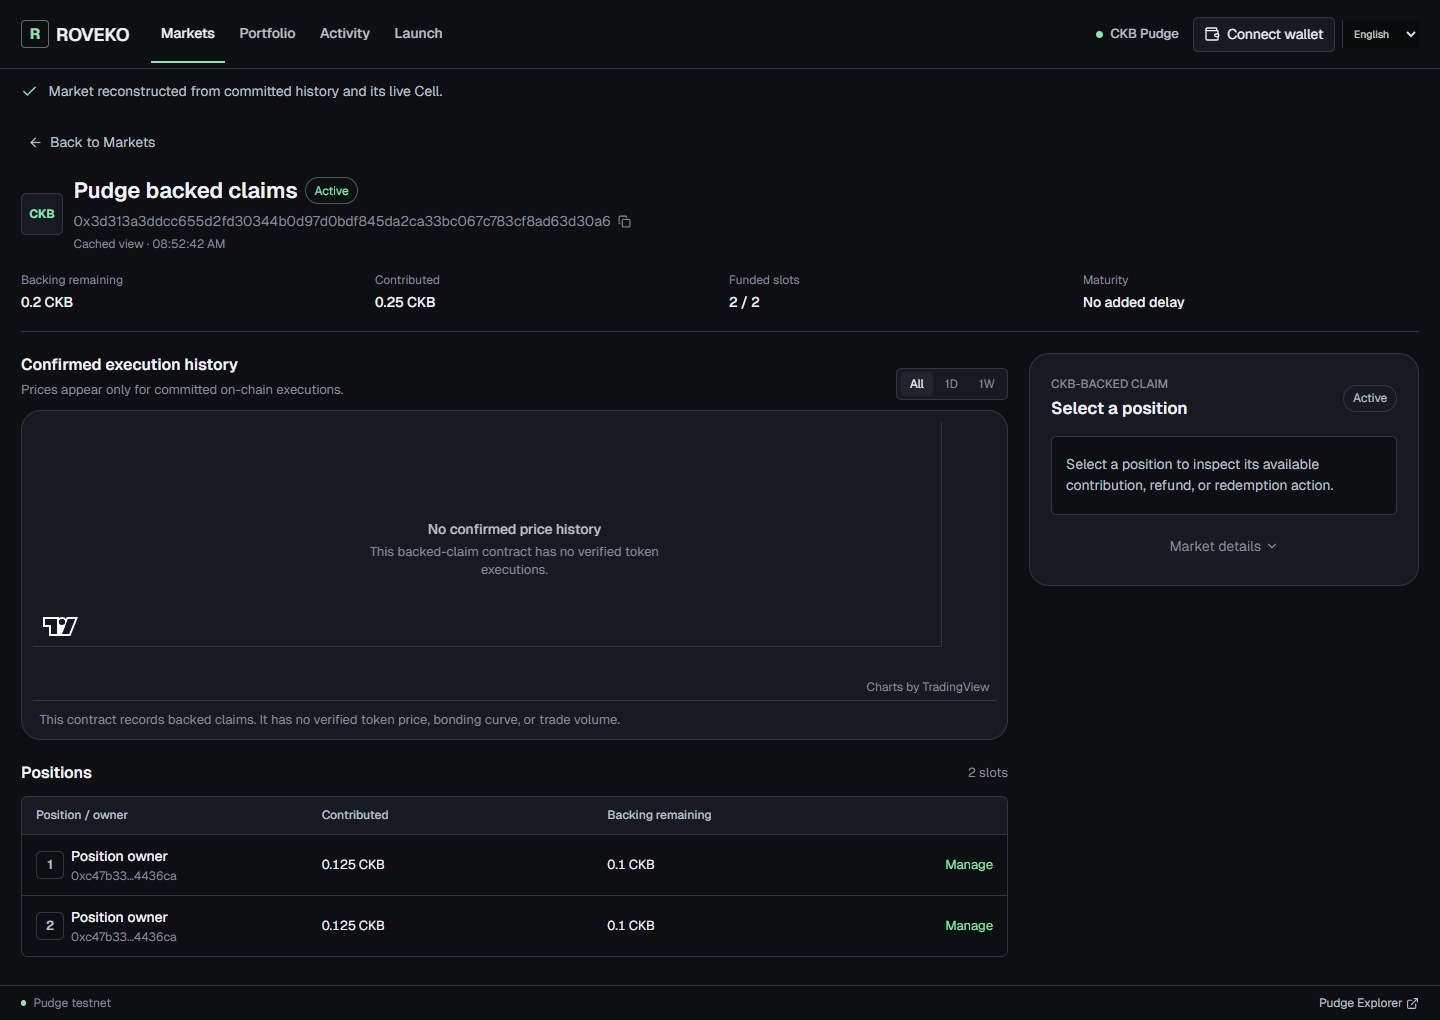 R ROVEKO Markets Portfolio Activity Launch CKB Pudge Connect wallet English
Market reconstructed from committed history and its live Cell.
Back to Markets
CKB
Pudge backed claims Active
0x3d313a3ddcc655d2fd30344b0d97d0bdf845da2ca33bc067c783cf8ad63d30a6
Cached view · 08:52:42 AM
Backing remaining Contributed Funded slots Maturity
0.2 CKB 0.25 CKB 2 / 2 No added delay
Confirmed execution history
Prices appear only for committed on-chain executions.
All 1D 1W
No confirmed price history
This backed-claim contract has no verified token
executions.
Charts by TradingView
This contract records backed claims. It has no verified token price, bonding curve, or trade volume.
CKB-BACKED CLAIM
Select a position
Active
Select a position to inspect its available
contribution, refund, or redemption action.
Market details
Positions 2 slots
Position / owner Contributed Backing remaining
1 Position owner 0.125 CKB 0.1 CKB Manage
0xc47b33...4436ca
2 Position owner 0.125 CKB 0.1 CKB Manage
0xc47b33...4436ca
Pudge testnet Pudge Explorer